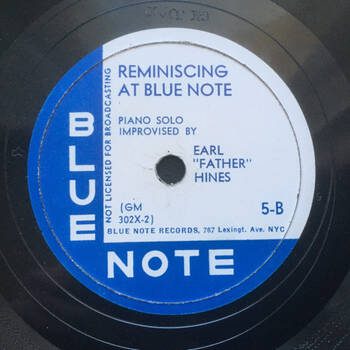 REMINISCING
AT BLUE NOTE
PIANO SOLO
IMPROVISED BY
EARL
"FATHER"
HINES
(GM
302X-2)
5-B
BLUE NOTE RECORDS, 767 Lexingt. Ave. NYC
NOT LICENSED FOR BROADCASTING
BLUE
NOTE